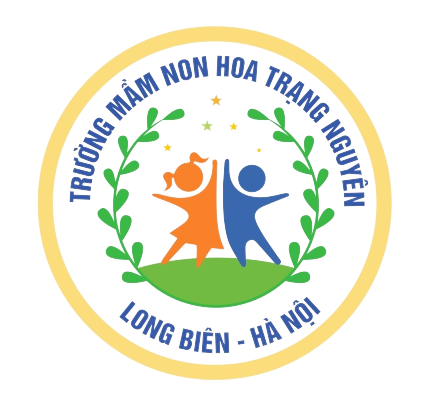 TRƯỜNG MẦM NON HOA TRẠNG NGUYÊN
LONG BIÊN - HÀ NỘI